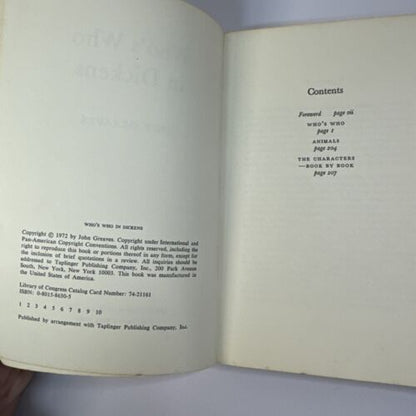 WHO'S WHO IN DICKENS
Copyright © 1972 by John Greaves. Copyright under International and
Pan-American Copyright Conventions. All rights reserved, including the
right to reproduce this book or portions thereof in any form, except for
the inclusion of brief quotations in a review. All inquiries should be
addressed to Taplinger Publishing Company, Inc., 200 Park Avenue
South, New York, New York 10003. This book was manufactured in
the United States of America.
Library of Congress Catalog Card Number: 74-21161
ISBN: 0-8015-8630-5
1 2 3 4 5 6 7 8 9 10
Published by arrangement with Taplinger Publishing Company, Inc.
Contents
Foreword page vii
WHO'S WHO
page 1
ANIMALS
page 204
THE CHARACTERS
—BOOK BY BOOK
page 207